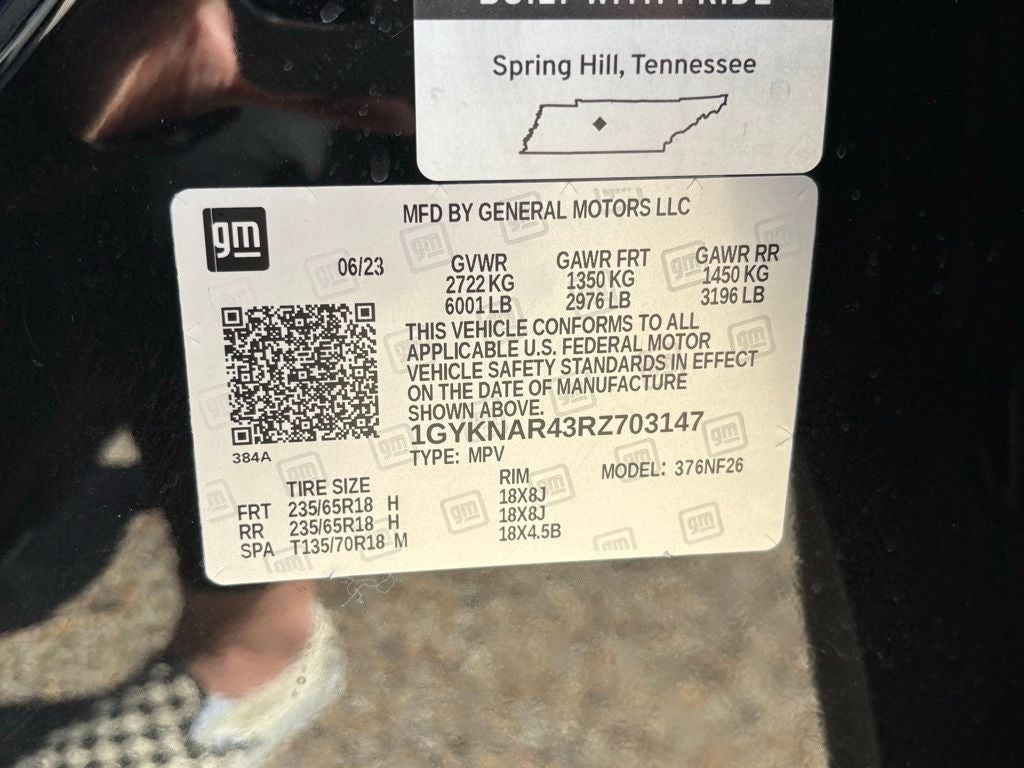 BUILT WITH PRIDE
Spring Hill, Tennessee
gm
MFD BY GENERAL MOTORS LLC
06/23
GVWR
2722 KG
6001 LB
GAWR FRT
1350 KG
2976 LB
GAWR RR
1450 KG
3196 LB
THIS VEHICLE CONFORMS TO ALL
APPLICABLE U.S. FEDERAL MOTOR
VEHICLE SAFETY STANDARDS IN EFFECT
ON THE DATE OF MANUFACTURE
SHOWN ABOVE.
1GYKNAR43RZ703147
TYPE: MPV
MODEL: 376NF26
384A
TIRE SIZE RIM
FRT 235/65R18 H 18X8J
RR 235/65R18 H 18X8J
SPA T135/70R18 M 18X4.5B